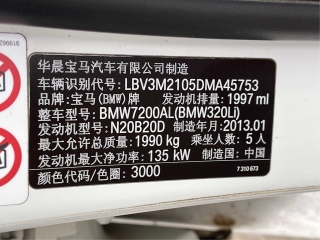 华晨宝马汽车有限公司制造
车辆识别代号: LBV3M2105DMA45753
品牌: 宝马(BMW)牌 发动机排量: 1997 ml
整车型号: BMW7200AL(BMW320Li)
发动机型号: N20B20D 制造年月: 2013.01
最大允许总质量: 1990 kg 乘坐人数: 5人
发动机最大净功率: 135 kW 制造国: 中国
颜色代码/色圈: 3000
7 310 673